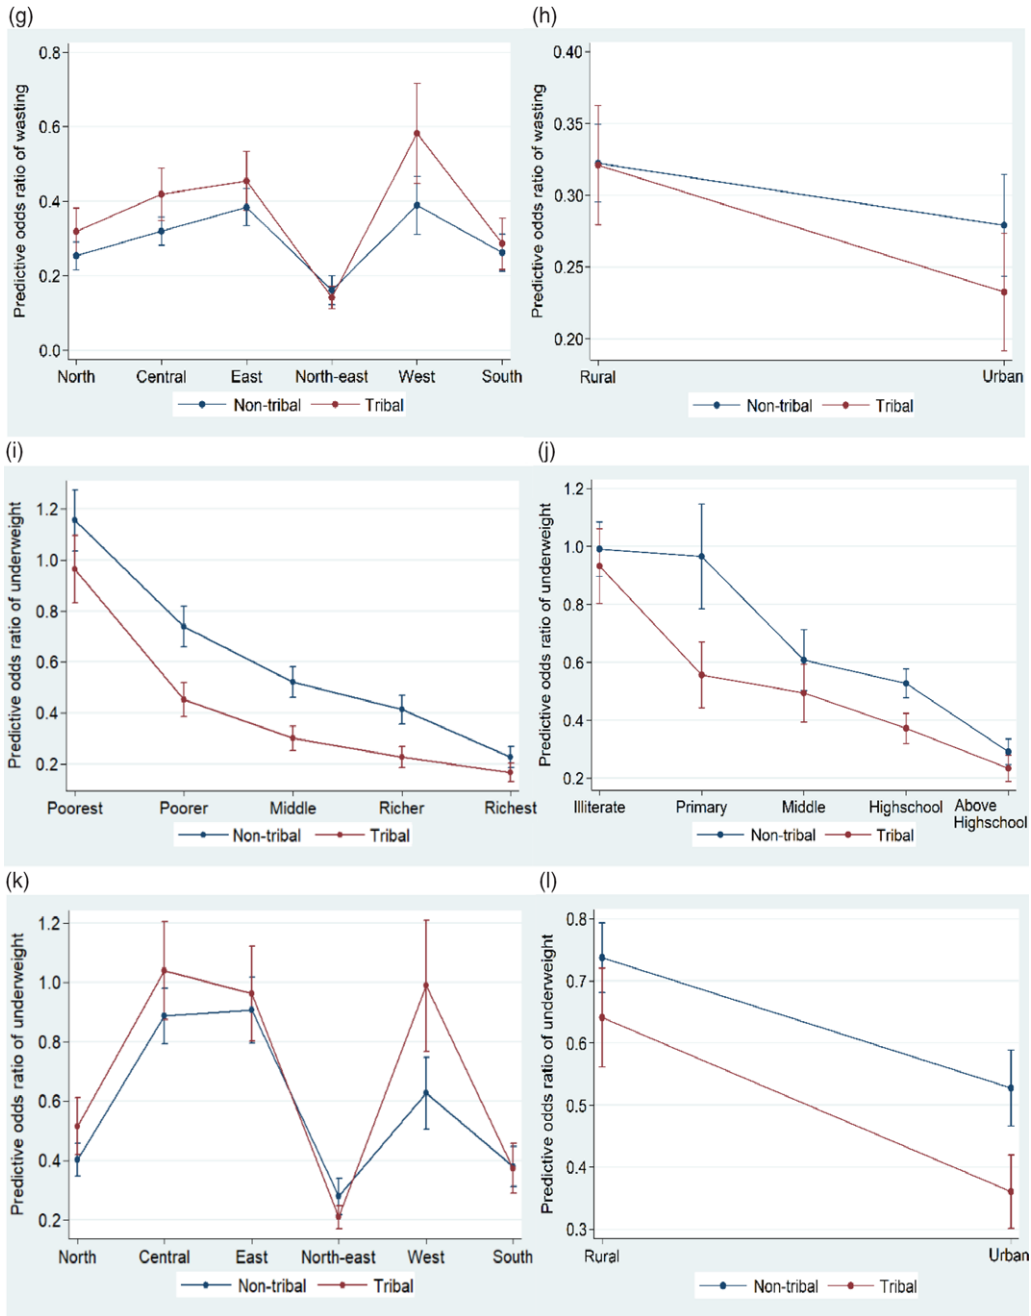 (g)
Predictive odds ratio of wasting
0.8
0.6
0.4
0.2
0.0
North Central East North-east West South
Non-tribal Tribal
(h)
Predictive odds ratio of wasting
0.40
0.35
0.30
0.25
0.20
Rural Urban
Non-tribal Tribal
(i)
Predictive odds ratio of underweight
1.2
1.0
0.8
0.6
0.4
0.2
Poorest Poorer Middle Richer Richest
Non-tribal Tribal
(j)
Predictive odds ratio of underweight
1.2
1.0
0.8
0.6
0.4
0.2
Illiterate Primary Middle Highschool Above
Highschool
Non-tribal Tribal
(k)
Predictive odds ratio of underweight
1.2
1.0
0.8
0.6
0.4
0.2
North Central East North-east West South
Non-tribal Tribal
(l)
Predictive odds ratio of underweight
0.8
0.7
0.6
0.5
0.4
0.3
Rural Urban
Non-tribal Tribal